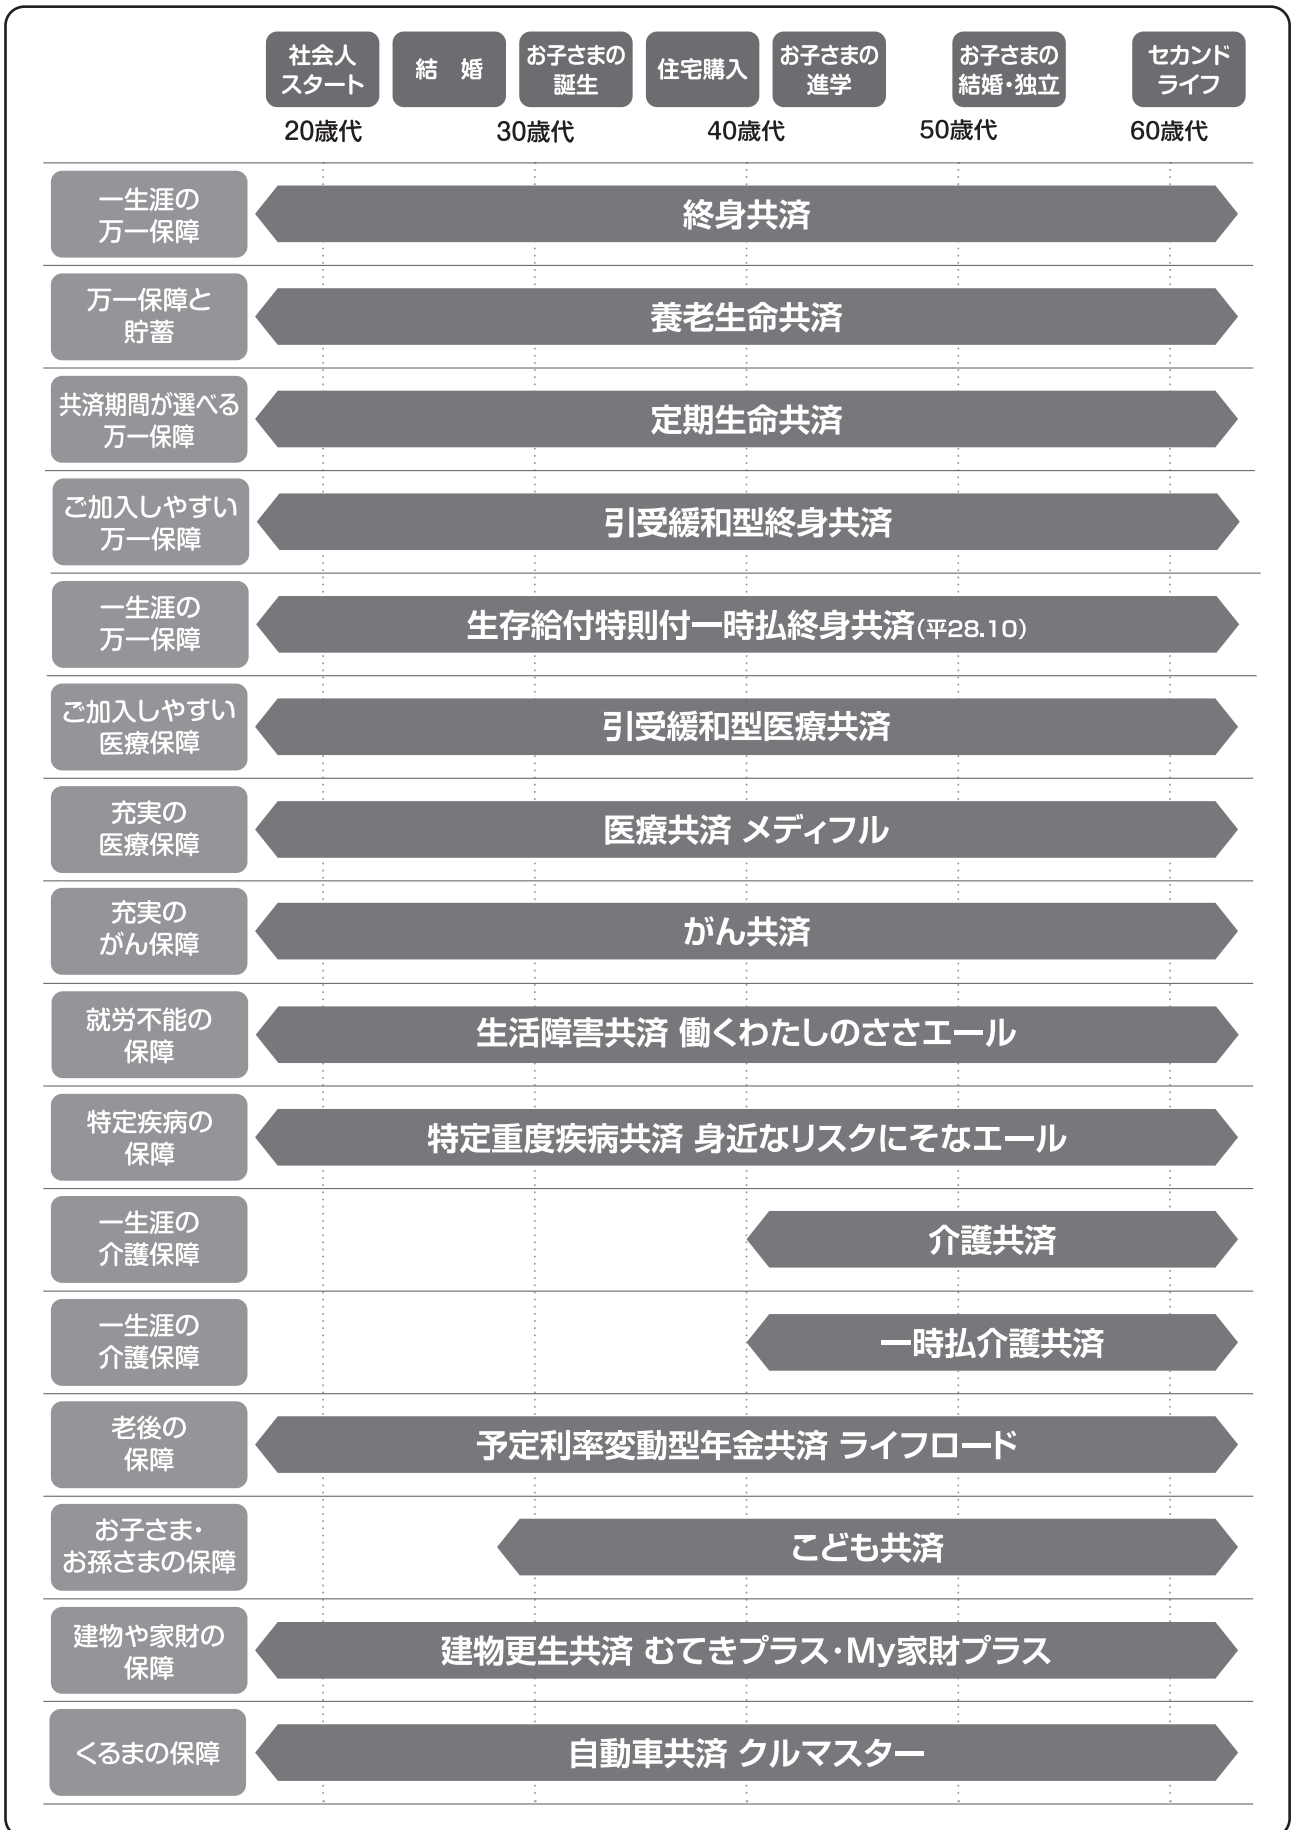 社会人
スタート
結　婚
お子さまの
誕生
住宅購入
お子さまの
進学
お子さまの
結婚・独立
セカンド
ライフ
20歳代
30歳代
40歳代
50歳代
60歳代
一生涯の
万一保障
終身共済
万一保障と
貯蓄
養老生命共済
共済期間が選べる
万一保障
定期生命共済
ご加入しやすい
万一保障
引受緩和型終身共済
一生涯の
万一保障
生存給付特則付一時払終身共済(平28.10)
ご加入しやすい
医療保障
引受緩和型医療共済
充実の
医療保障
医療共済 メディフル
充実の
がん保障
がん共済
就労不能の
保障
生活障害共済 働くわたしのささエール
特定疾病の
保障
特定重度疾病共済 身近なリスクにそなエール
一生涯の
介護保障
介護共済
一生涯の
介護保障
一時払介護共済
老後の
保障
予定利率変動型年金共済 ライフロード
お子さま・
お孫さまの保障
こども共済
建物や家財の
保障
建物更生共済 むてきプラス・My家財プラス
くるまの保障
自動車共済 クルマスター